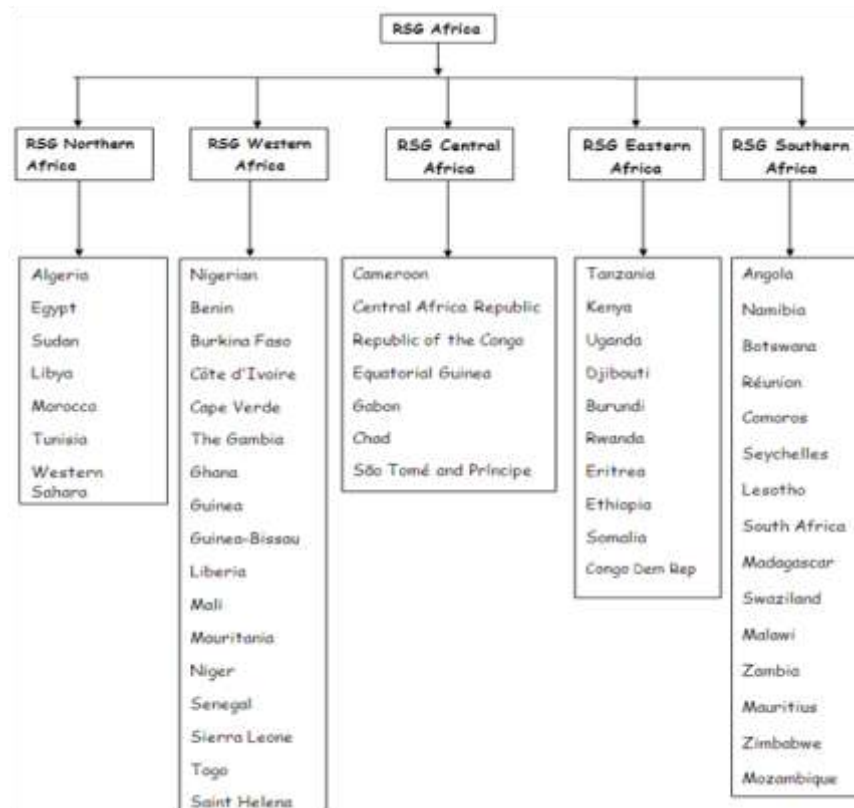 RSG Africa
RSG Northern
Africa
RSG Western
Africa
RSG Central
Africa
RSG Eastern
Africa
RSG Southern
Africa
Algeria
Egypt
Sudan
Libya
Morocco
Tunisia
Western
Sahara
Nigerian
Benin
Burkina Faso
Côte d'Ivoire
Cape Verde
The Gambia
Ghana
Guinea
Guinea-Bissau
Liberia
Mali
Mauritania
Niger
Senegal
Sierra Leone
Togo
Saint Helena
Cameroon
Central Africa Republic
Republic of the Congo
Equatorial Guinea
Gabon
Chad
São Tomé and Príncipe
Tanzania
Kenya
Uganda
Djibouti
Burundi
Rwanda
Eritrea
Ethiopia
Somalia
Congo Dem Rep
Angola
Namibia
Botswana
Réunion
Comoros
Seychelles
Lesotho
South Africa
Madagascar
Swaziland
Malawi
Zambia
Mauritius
Zimbabwe
Mozambique